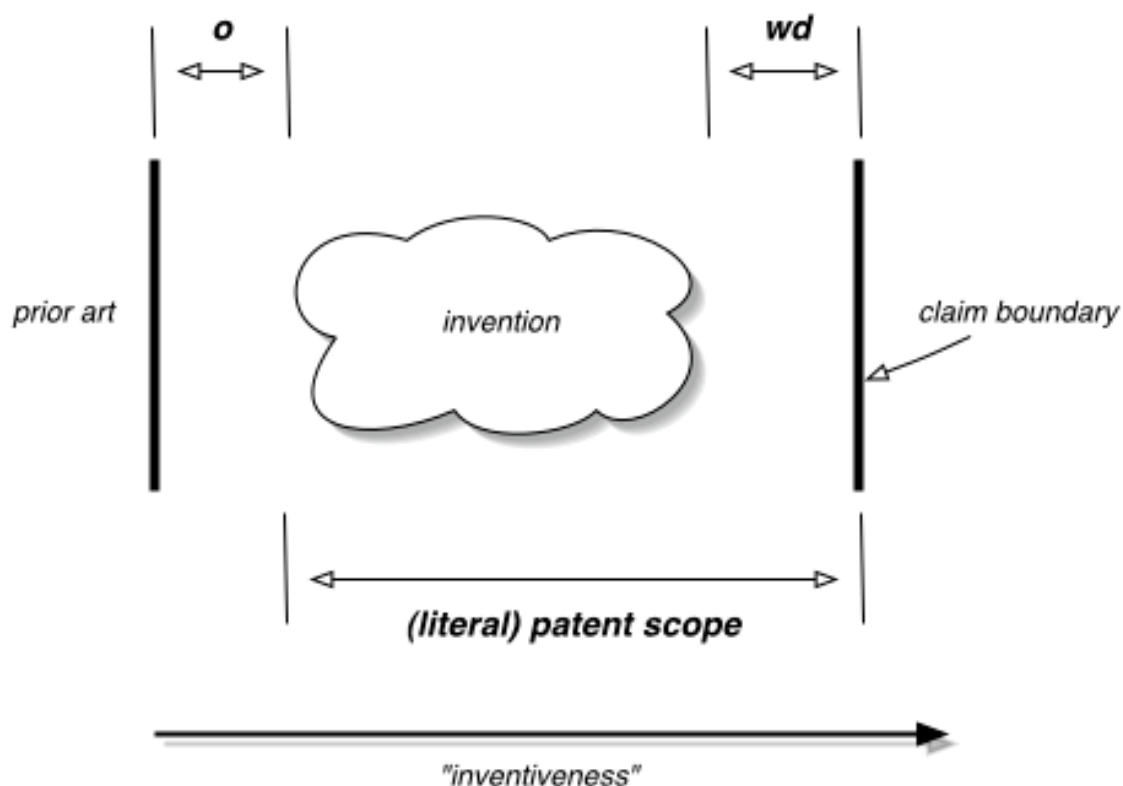 o
wd
prior art
invention
claim boundary
(literal) patent scope
"inventiveness"